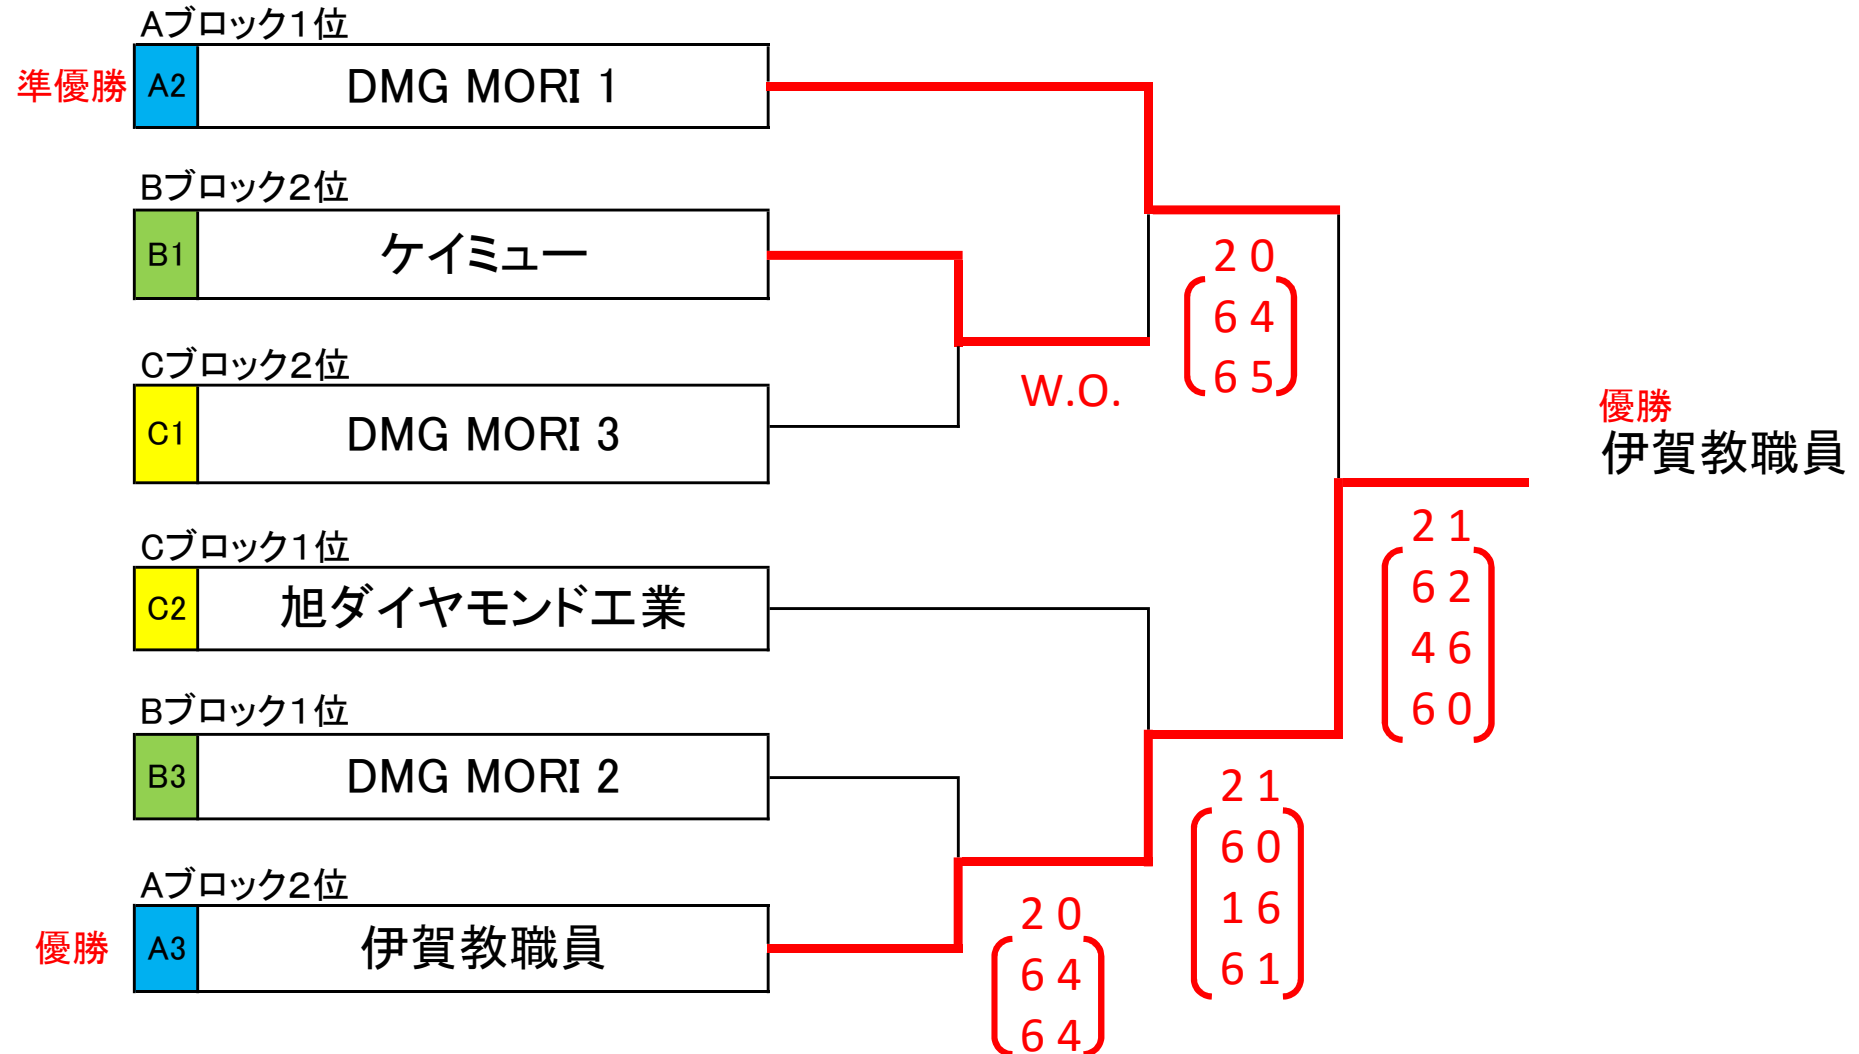 Aブロック1位
準優勝 A2 DMG MORI 1
Bブロック2位
B1 ケイミュー
2 0
6 4
6 5
Cブロック2位
W.O.
C1 DMG MORI 3
優勝
伊賀教職員
Cブロック1位
C2 旭ダイヤモンド工業
2 1
6 2
4 6
6 0
Bブロック1位
B3 DMG MORI 2
2 1
6 0
1 6
6 1
Aブロック2位
優勝 A3 伊賀教職員
2 0
6 4
6 4